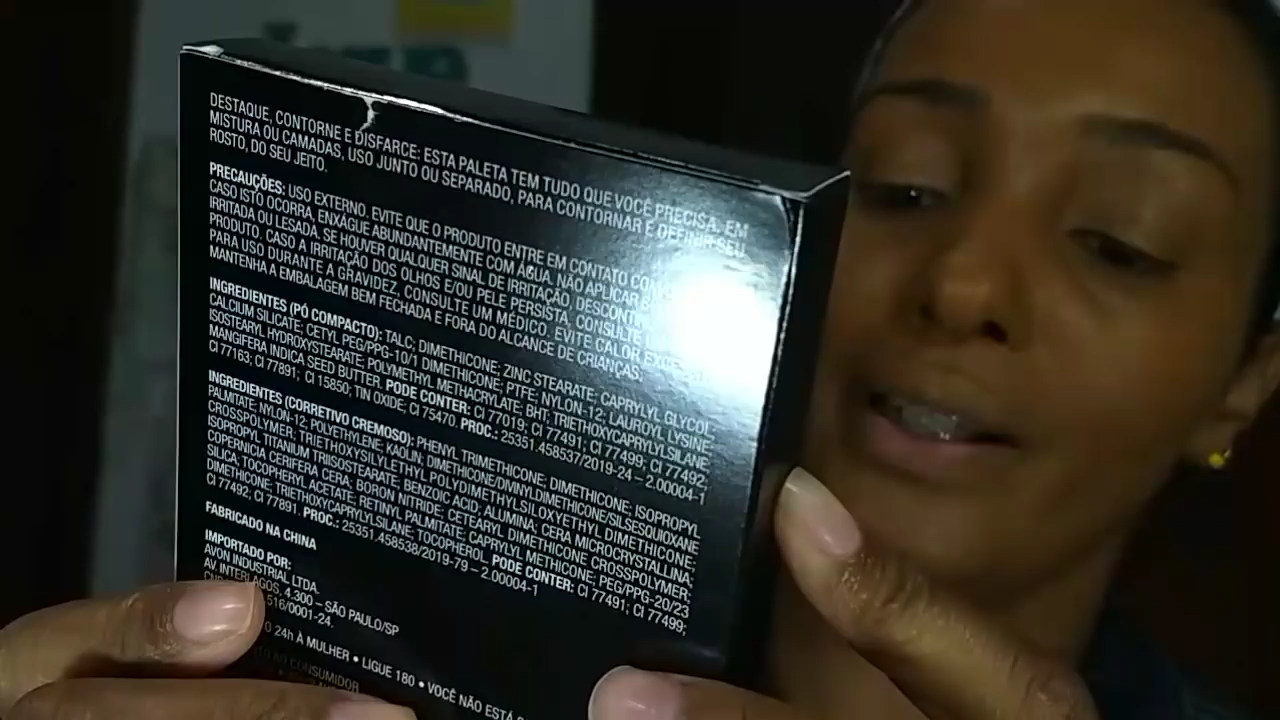 DESTAQUE, CONTORNE E DISFARCE: ESTA PALETA TEM TUDO QUE VOCÊ PRECISA. EM
MISTURA OU CAMADAS, USO JUNTO OU SEPARADO, PARA CONTORNAR E DEFINIR SEU
ROSTO, DO SEU JEITO.
PRECAUÇÕES: USO EXTERNO. EVITE QUE O PRODUTO ENTRE EM CONTATO COM
CASO ISTO OCORRA, ENXÁGUE ABUNDANTEMENTE COM ÁGUA. NÃO APLICAR
IRRITADA OU LESADA. SE HOUVER QUALQUER SINAL DE IRRITAÇÃO,
PRODUTO. CASO A IRRITAÇÃO DOS OLHOS E/OU PELE PERSISTA, CONSULTE
PARA USO DURANTE A GRAVIDEZ, CONSULTE UM MÉDICO. EVITE CALOR
MANTENHA A EMBALAGEM BEM FECHADA E FORA DO ALCANCE DE CRIANÇAS.
INGREDIENTES (PÓ COMPACTO): TALC; DIMETHICONE; ZINC STEARATE; CAPRYLYL GLYCOL;
CALCIUM SILICATE; CETYL PEG/PPG-10/1 DIMETHICONE; PTFE; NYLON-12; LAUROYL LYSINE;
ISOSTEARYL HYDROXYSTEARATE; POLYMETHYL METHACRYLATE; BHT; TRIETHOXYCAPRYLYLSILANE;
MANGIFERA INDICA SEED BUTTER. PODE CONTER: CI 77019; CI 77491; CI 77499; CI 77492;
CI 77163; CI 77891; CI 15850; TIN OXIDE; CI 75470. PROC.: 25351.458537/2019-24 – 2.00004-1
INGREDIENTES (CORRETIVO CREMOSO): PHENYL TRIMETHICONE; DIMETHICONE; ISOPROPYL
PALMITATE; NYLON-12; POLYETHYLENE; KAOLIN; DIMETHICONE/DIVINYLDIMETHICONE/SILSESQUIOXANE
CROSSPOLYMER; TRIETHOXYSILYLETHYL POLYDIMETHYLSILOXYETHYL DIMETHICONE;
ISOPROPYL TITANIUM TRIISOSTEARATE; BENZOIC ACID; ALUMINA; CERA MICROCRYSTALLINA;
COPERNICIA CERIFERA CERA; BORON NITRIDE; CETEARYL DIMETHICONE CROSSPOLYMER;
SILICA; TOCOPHERYL ACETATE; RETINYL PALMITATE; CAPRYLYL METHICONE; PEG/PPG-20/23
DIMETHICONE; TRIETHOXYCAPRYLYLSILANE; TOCOPHEROL. PODE CONTER: CI 77491; CI 77499;
CI 77492; CI 77891. PROC.: 25351.458538/2019-79 – 2.00004-1
FABRICADO NA CHINA
IMPORTADO POR:
AVON INDUSTRIAL LTDA.
AV. INTERLAGOS, 4.300 – SÃO PAULO/SP
516/0001-24.
24h À MULHER • LIGUE 180 • VOCÊ NÃO ESTÁ
AO CONSUMIDOR